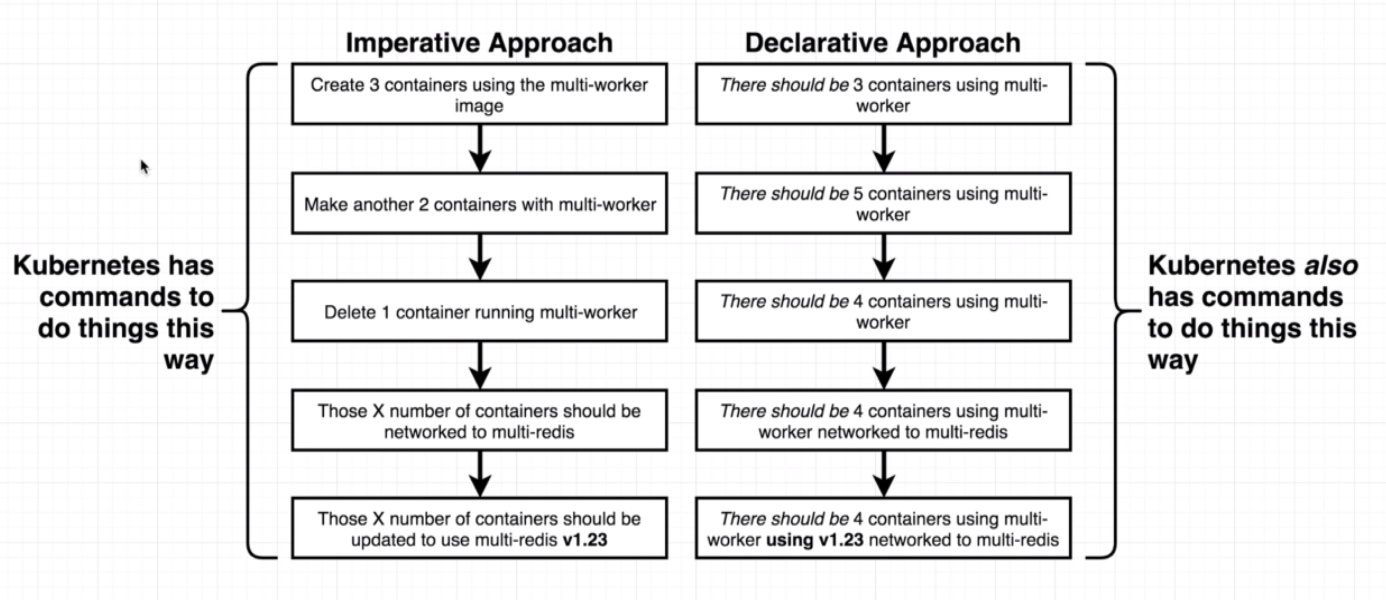 Imperative Approach
Create 3 containers using the multi-worker
image
Make another 2 containers with multi-worker
Delete 1 container running multi-worker
Those X number of containers should be
networked to multi-redis
Those X number of containers should be
updated to use multi-redis v1.23
Declarative Approach
There should be 3 containers using multi-
worker
There should be 5 containers using multi-
worker
There should be 4 containers using multi-
worker
There should be 4 containers using multi-
worker networked to multi-redis
There should be 4 containers using multi-
worker using v1.23 networked to multi-redis
Kubernetes has
commands to
do things this
way
Kubernetes also
has commands
to do things this
way